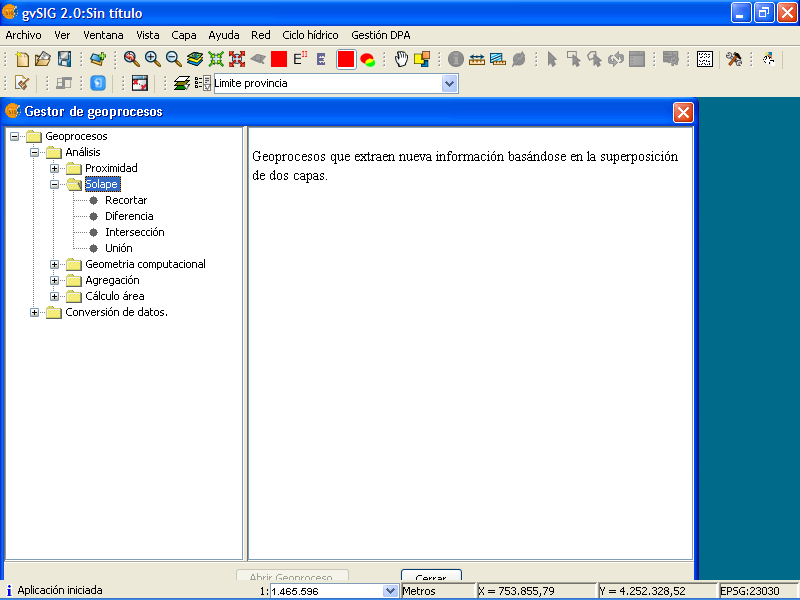 gvSIG 2.0:Sin título
Archivo Ver Ventana Vista Capa Ayuda Red Ciclo hídrico Gestión DPA
Limite provincia
Gestor de geoprocesos
Geoprocesos
Análisis
Proximidad
Solape
Recortar
Diferencia
Intersección
Unión
Geometria computacional
Agregación
Cálculo área
Conversión de datos.
Geoprocesos que extraen nueva información basándose en la superposición
de dos capas.
Abrir Geoproceso Cerrar
Aplicación iniciada 1: 1.465.596 Metros X = 753.855,79 Y = 4.252.328,52 EPSG:23030